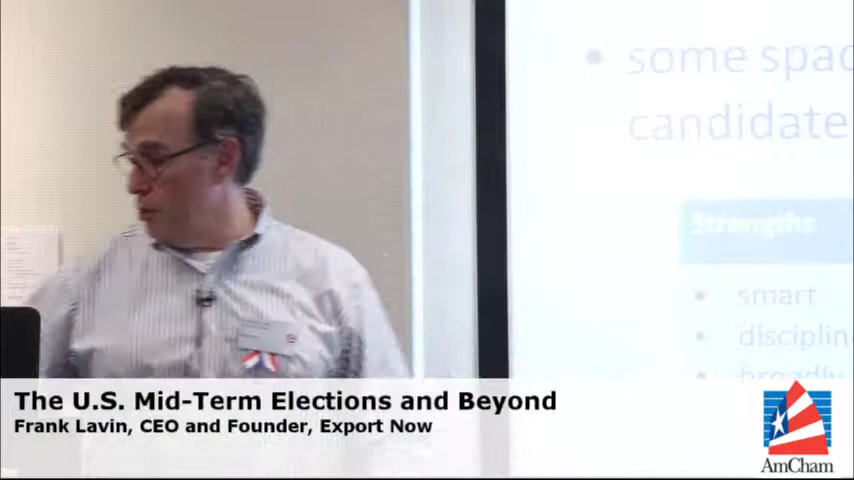 • some spac
candidate
Strengths
• smart
• disciplin
• broadly
The U.S. Mid-Term Elections and Beyond
Frank Lavin, CEO and Founder, Export Now
AmCham